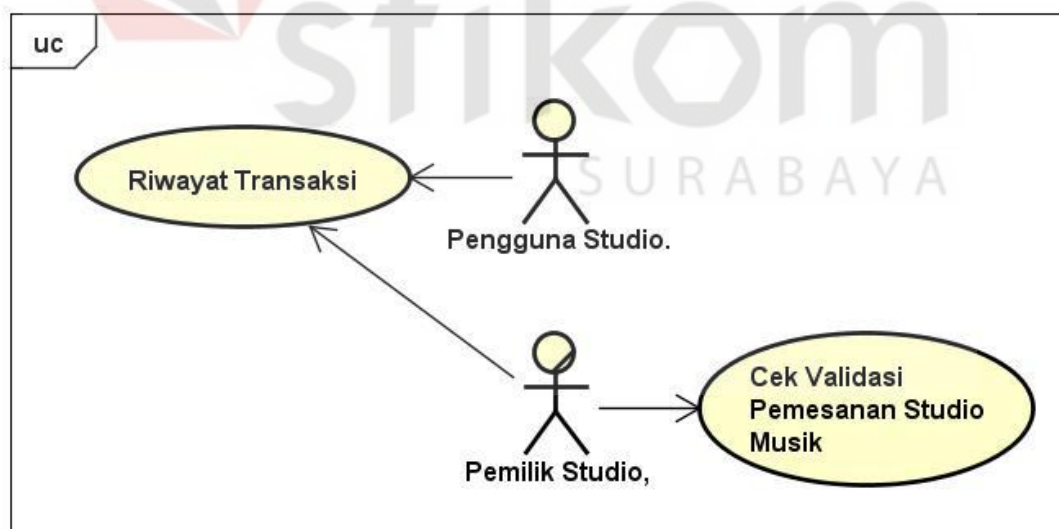 stikom
SURABAYA
uc
Riwayat Transaksi
Pengguna Studio.
Pemilik Studio,
Cek Validasi
Pemesanan Studio
Musik